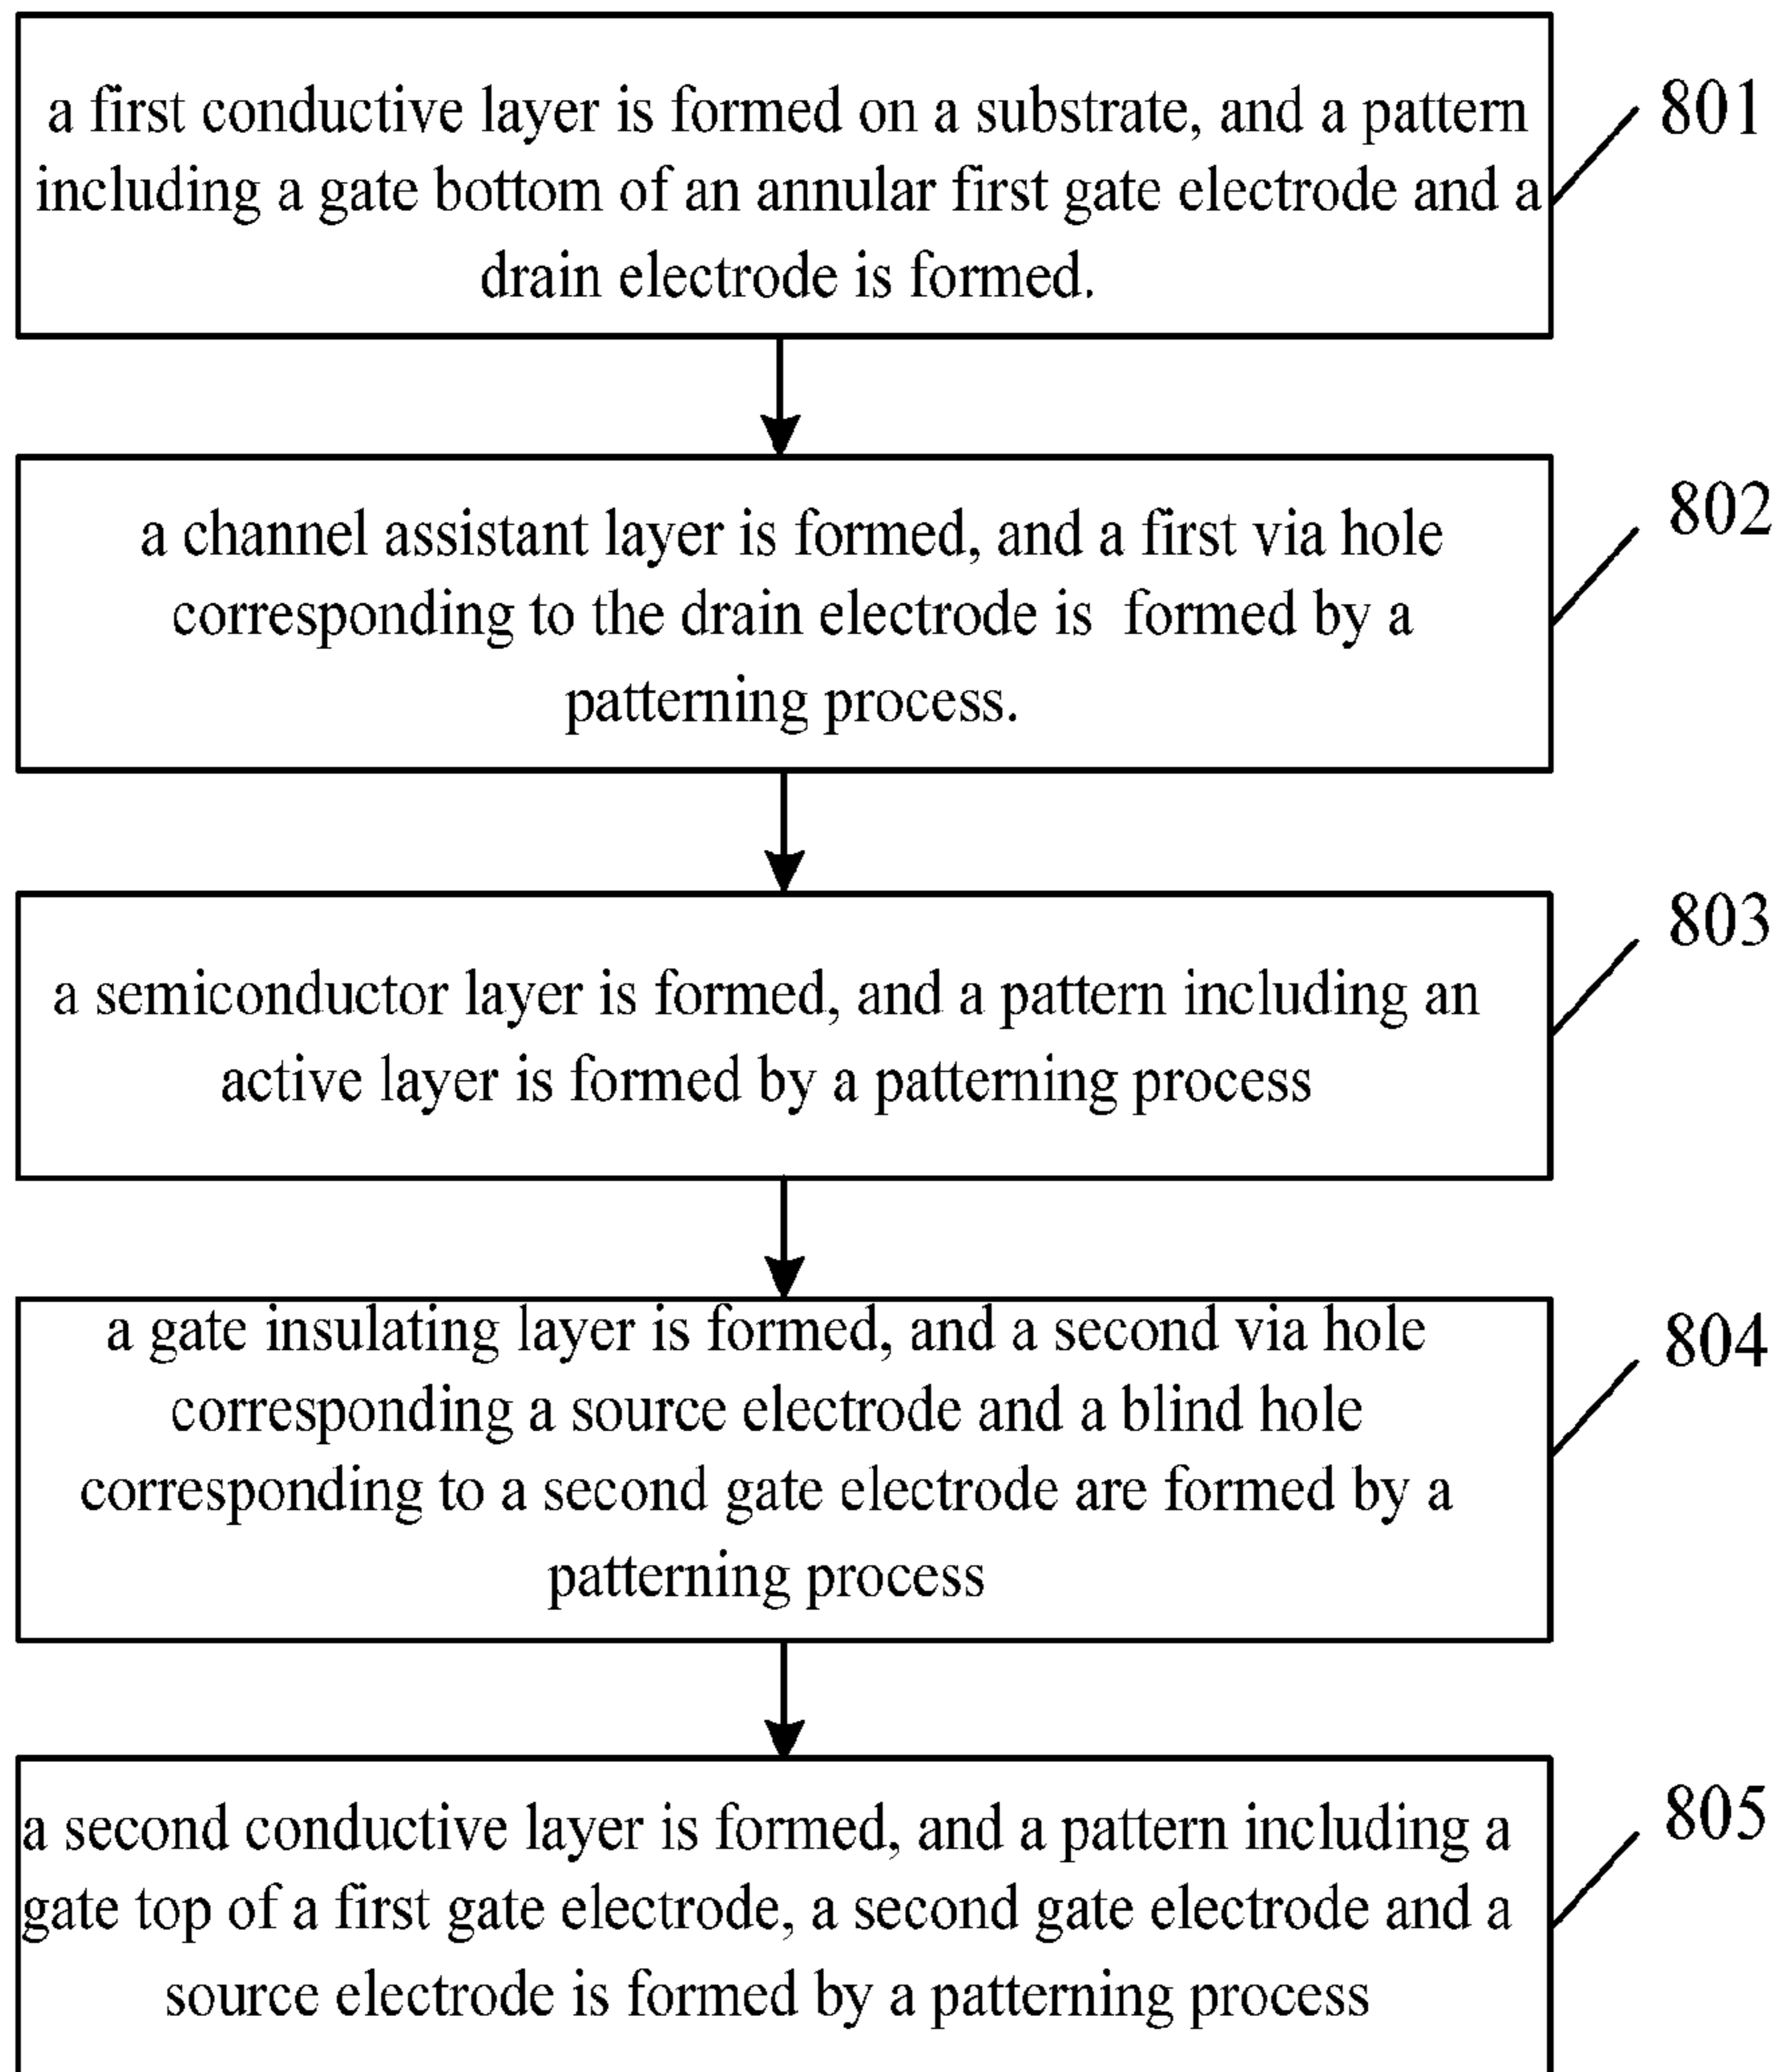 a first conductive layer is formed on a substrate, and a pattern
including a gate bottom of an annular first gate electrode and a
drain electrode is formed.
801
a channel assistant layer is formed, and a first via hole
corresponding to the drain electrode is formed by a
patterning process.
802
a semiconductor layer is formed, and a pattern including an
active layer is formed by a patterning process
803
a gate insulating layer is formed, and a second via hole
corresponding a source electrode and a blind hole
corresponding to a second gate electrode are formed by a
patterning process
804
a second conductive layer is formed, and a pattern including a
gate top of a first gate electrode, a second gate electrode and a
source electrode is formed by a patterning process
805